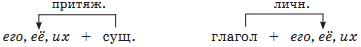 притяж. личн.
его, её, их + сущ. глагол + его, её, их